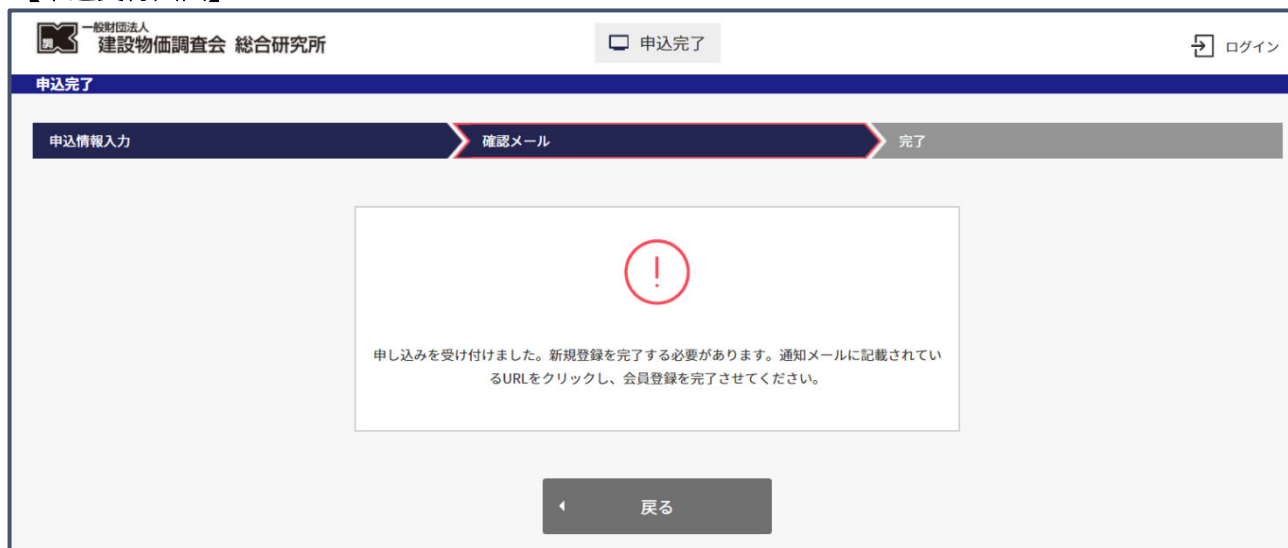 一般財団法人
建設物価調査会 総合研究所
申込完了
ログイン
申込完了
申込情報入力
確認メール
完了
申し込みを受け付けました。新規登録を完了する必要があります。通知メールに記載されてい
るURLをクリックし、会員登録を完了させてください。
戻る